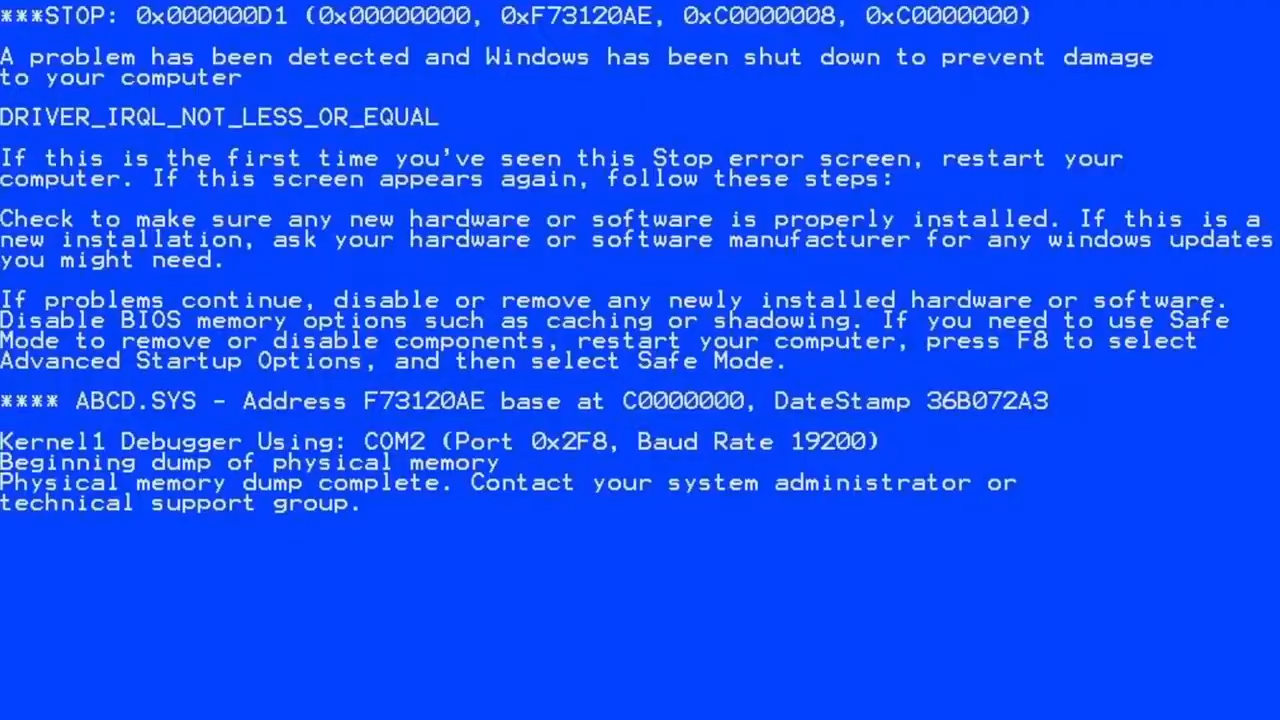 ***STOP: 0x000000D1 (0x00000000, 0xF73120AE, 0xC0000008, 0xC0000000)
A problem has been detected and Windows has been shut down to prevent damage
to your computer
DRIVER_IRQL_NOT_LESS_OR_EQUAL
If this is the first time you've seen this Stop error screen, restart your
computer. If this screen appears again, follow these steps:
Check to make sure any new hardware or software is properly installed. If this is a
new installation, ask your hardware or software manufacturer for any windows updates
you might need.
If problems continue, disable or remove any newly installed hardware or software.
Disable BIOS memory options such as caching or shadowing. If you need to use Safe
Mode to remove or disable components, restart your computer, press F8 to select
Advanced Startup Options, and then select Safe Mode.
**** ABCD.SYS - Address F73120AE base at C0000000, DateStamp 36B072A3
Kernel1 Debugger Using: COM2 (Port 0x2F8, Baud Rate 19200)
Beginning dump of physical memory
Physical memory dump complete. Contact your system administrator or
technical support group.